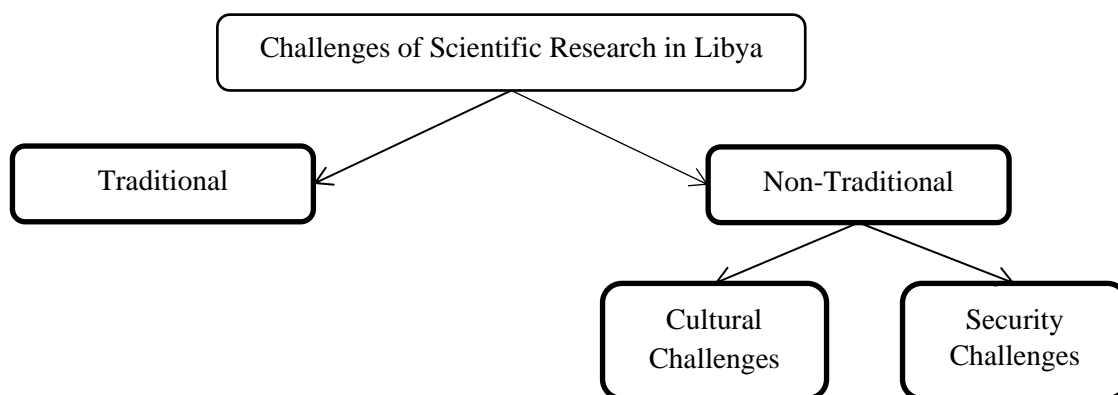 Challenges of Scientific Research in Libya
Traditional
Non-Traditional
Cultural
Challenges
Security
Challenges